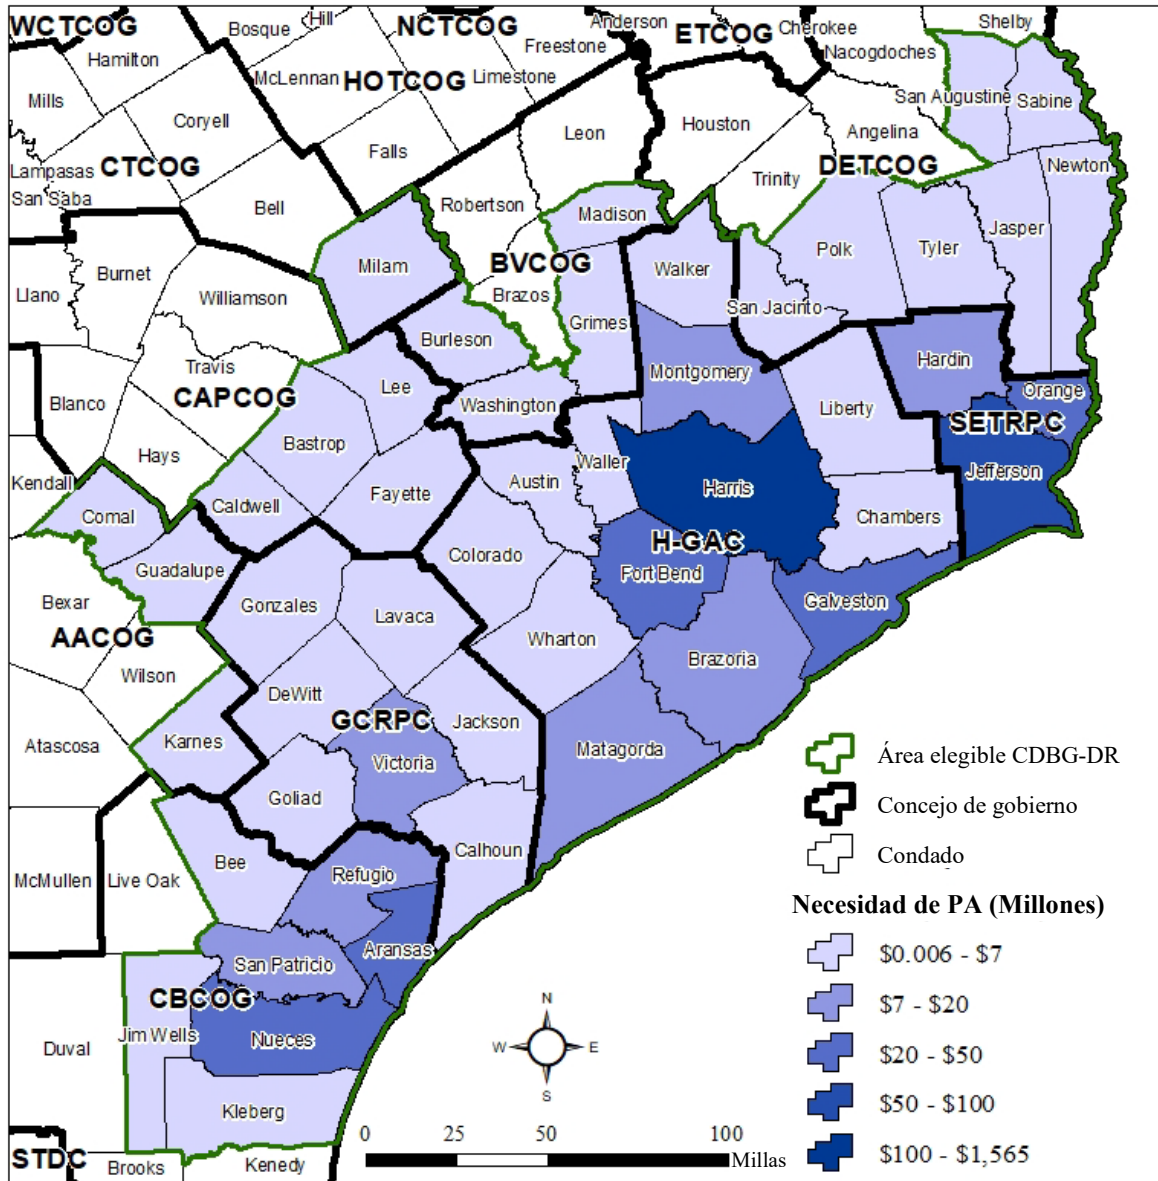 WCTCOG
Hill
Bosque
NCTCOG
Anderson
ETCOG
Cherokee
Shelby
Hamilton
Freestone
Nacogdoches
McLennan
HOTCOG
Limestone
Mills
San Augustine
Sabine
Coryell
Leon
Houston
Angelina
Falls
Lampasas
CTCOG
DETCOG
Newton
San Saba
Trinity
Bell
Robertson
Madison
Jasper
Polk
Tyler
Burnet
Milam
BVCOG
Walker
Llano
Williamson
Brazos
San Jacinto
Grimes
Burleson
Hardin
Travis
Montgomery
Lee
Orange
Blanco
CAPCOG
Washington
Liberty
SETRPC
Bastrop
Hays
Waller
Jefferson
Kendall
Austin
Harris
Fayette
Caldwell
Comal
Chambers
H-GAC
Colorado
Guadalupe
Fort Bend
Bexar
Gonzales
Lavaca
Galveston
AACOG
Wharton
Brazoria
Wilson
DeWitt
GCRPC
Jackson
Atascosa
Karnes
Matagorda
Victoria
Área elegible CDBG-DR
Goliad
Concejo de gobierno
Calhoun
Condado
Bee
Refugio
McMullen
Live Oak
Necesidad de PA (Millones)
Aransas
$0.006 - $7
San Patricio
CBCOG
$7 - $20
N
Jim Wells
Nueces
W
E
Duval
$20 - $50
S
Kleberg
$50 - $100
0
25
50
100
Millas
$100 - $1,565
STDC
Brooks
Kenedy